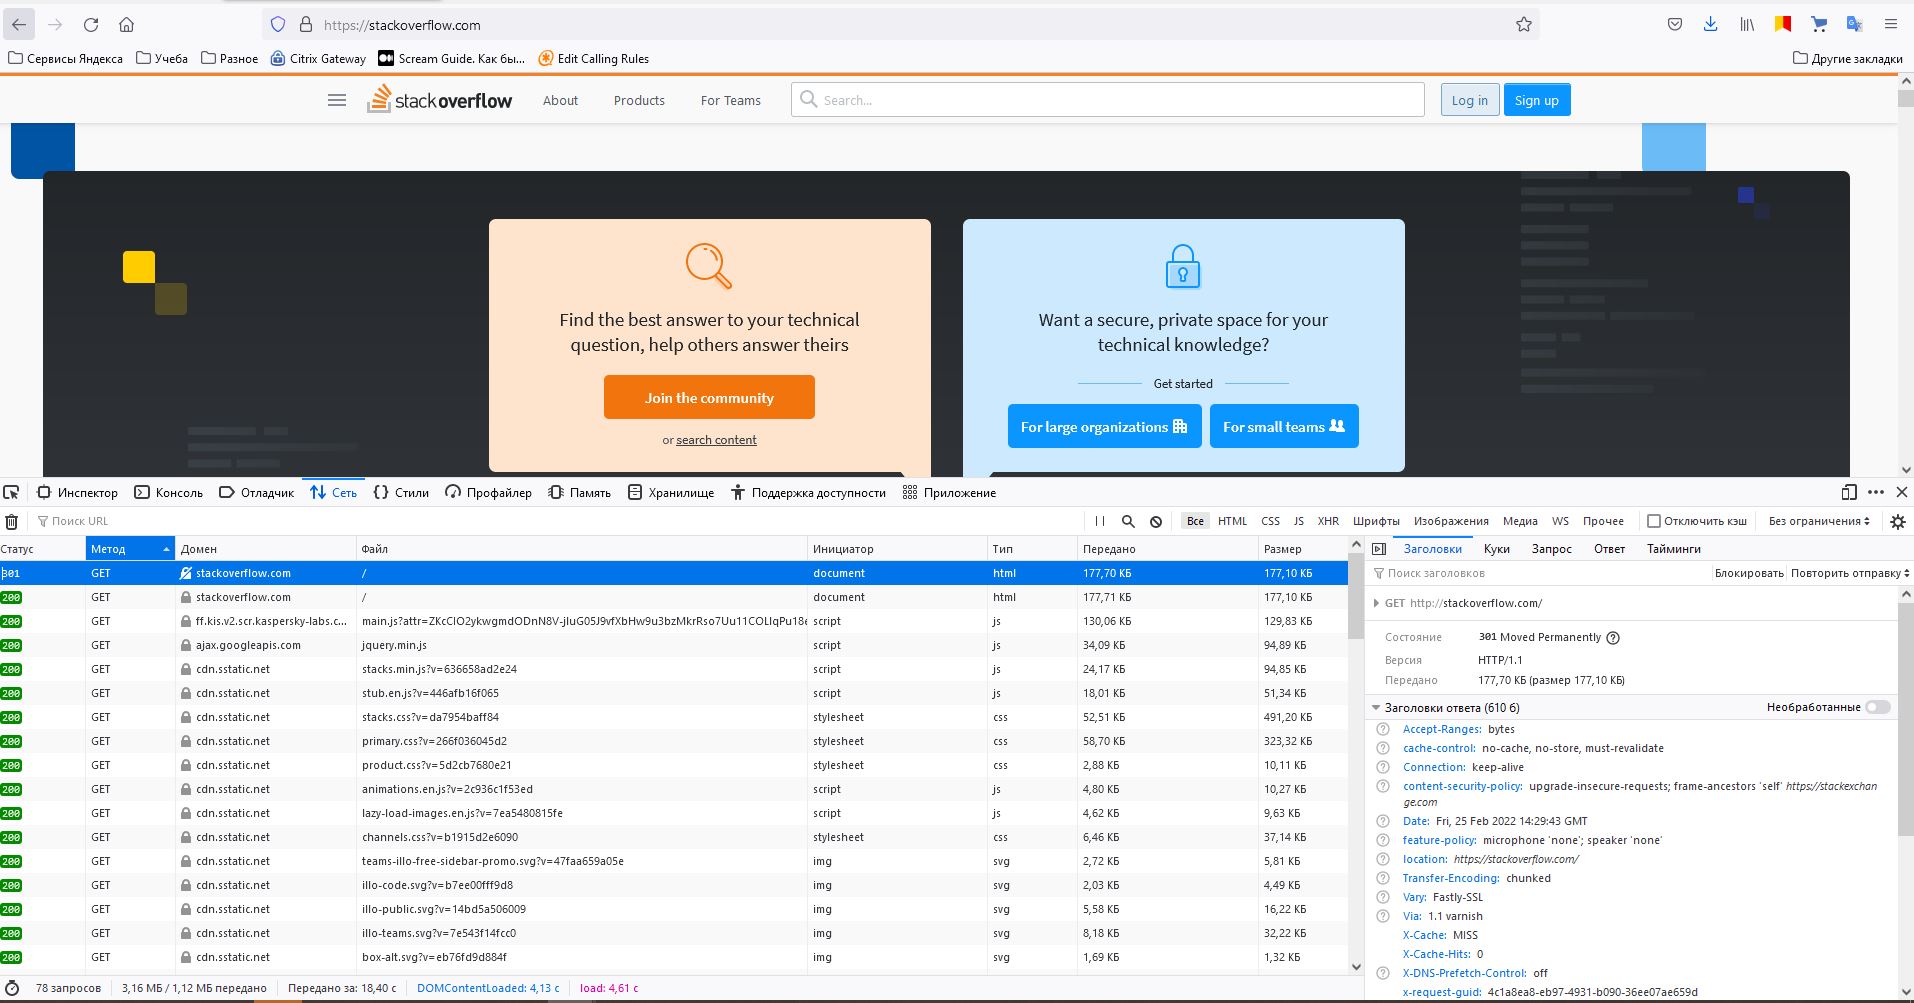 https://stackoverflow.com
Сервисы Яндекса Учеба Разное Citrix Gateway Scream Guide. Как бы... Edit Calling Rules Другие закладки
stackoverflow About Products For Teams Search... Log in Sign up
Find the best answer to your technical
question, help others answer theirs
Join the community
or search content
Want a secure, private space for your
technical knowledge?
Get started
For large organizations For small teams
Инспектор Консоль Отладчик Сеть Стили Профайлер Память Хранилище Поддержка доступности Приложение
Поиск URL Все HTML CSS JS XHR Шрифты Изображения Медиа WS Прочее Отключить кэш Без ограничения
Статус Метод Домен Файл Инициатор Тип Передано Размер
301 GET stackoverflow.com / document html 177,70 КБ 177,10 КБ
200 GET stackoverflow.com / document html 177,71 КБ 177,10 КБ
200 GET ff.kis.v2.scr.kaspersky-labs.c... script js 130,06 КБ 129,83 КБ
200 GET ajax.googleapis.com jquery.min.js script js 34,09 КБ 94,89 КБ
200 GET cdn.sstatic.net stacks.min.js?v=636658ad2e24 script js 24,17 КБ 94,85 КБ
200 GET cdn.sstatic.net stub.en.js?v=446afb16f065 script js 18,01 КБ 51,34 КБ
200 GET cdn.sstatic.net stacks.css?v=da7954baff84 stylesheet css 52,51 КБ 491,20 КБ
200 GET cdn.sstatic.net primary.css?v=266f036045d2 stylesheet css 58,70 КБ 323,32 КБ
200 GET cdn.sstatic.net product.css?v=5d2cb7680e21 stylesheet css 2,88 КБ 10,11 КБ
200 GET cdn.sstatic.net animations.en.js?v=2c936c1f53ed script js 4,80 КБ 10,27 КБ
200 GET cdn.sstatic.net lazy-load-images.en.js?v=7ea5480815fe script js 4,62 КБ 9,63 КБ
200 GET cdn.sstatic.net channels.css?v=b1915d2e6090 stylesheet css 6,46 КБ 37,14 КБ
200 GET cdn.sstatic.net teams-illo-free-sidebar-promo.svg?v=47faa659a05e img svg 2,72 КБ 5,81 КБ
200 GET cdn.sstatic.net illo-code.svg?v=b7ee00fff9d8 img svg 2,03 КБ 4,49 КБ
200 GET cdn.sstatic.net illo-public.svg?v=14bd5a506009 img svg 5,58 КБ 16,22 КБ
200 GET cdn.sstatic.net illo-teams.svg?v=7e543f14fcc0 img svg 8,18 КБ 32,22 КБ
200 GET cdn.sstatic.net box-alt.svg?v=eb76fd9d884f img svg 1,69 КБ 1,32 КБ
78 запросов 3,16 МБ / 1,12 МБ передано Передано за: 18,40 с DOMContentLoaded: 4,13 с load: 4,61 с
Заголовки Куки Запрос Ответ Тайминги
Поиск заголовков Блокировать Повторить отправку
GET http://stackoverflow.com/
Состояние 301 Moved Permanently
Версия HTTP/1.1
Передано 177,70 КБ (размер 177,10 КБ)
Заголовки ответа (610 б) Необработанные
Accept-Ranges: bytes
cache-control: no-cache, no-store, must-revalidate
Connection: keep-alive
content-security-policy: upgrade-insecure-requests; frame-ancestors 'self' https://stackexchan
ge.com
Date: Fri, 25 Feb 2022 14:29:43 GMT
feature-policy: microphone 'none'; speaker 'none'
location: https://stackoverflow.com/
Transfer-Encoding: chunked
Vary: Fastly-SSL
Via: 1.1 varnish
X-Cache: MISS
X-Cache-Hits: 0
X-DNS-Prefetch-Control: off
x-request-guid: 4c1a8ea8-eb97-4931-b090-36ee07ae659d